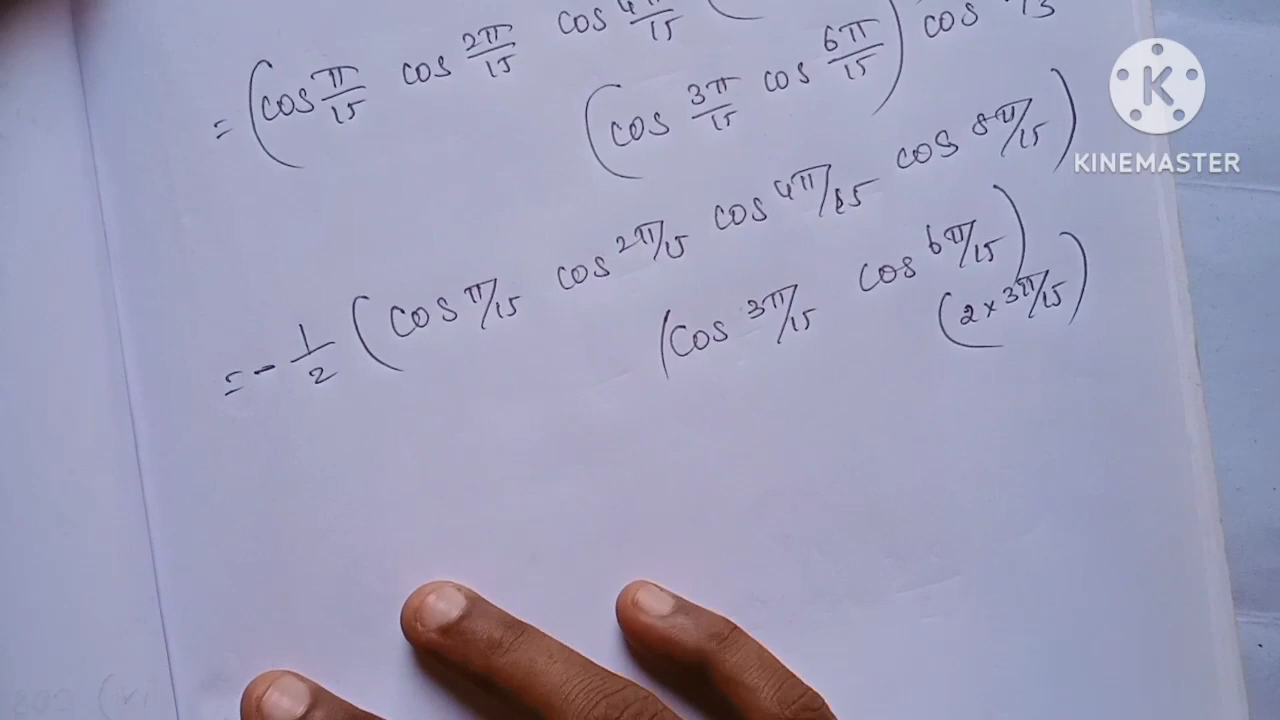 = (cos π/15 cos 2π/15 cos 4π/15 (
(cos 3π/15 cos 6π/15) cos
= - 1/2 (cos π/15 cos 2π/15 cos 4π/15 cos 8π/15)
(cos 3π/15 cos 6π/15)
(2 × 3π/15)
K
KINEMASTER